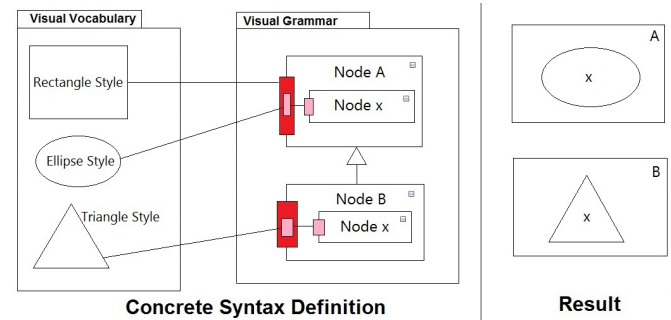 Visual Vocabulary
Rectangle Style
Ellipse Style
Triangle Style
Visual Grammar
Node A
Node x
Node B
Node x
Concrete Syntax Definition
A
x
B
x
Result